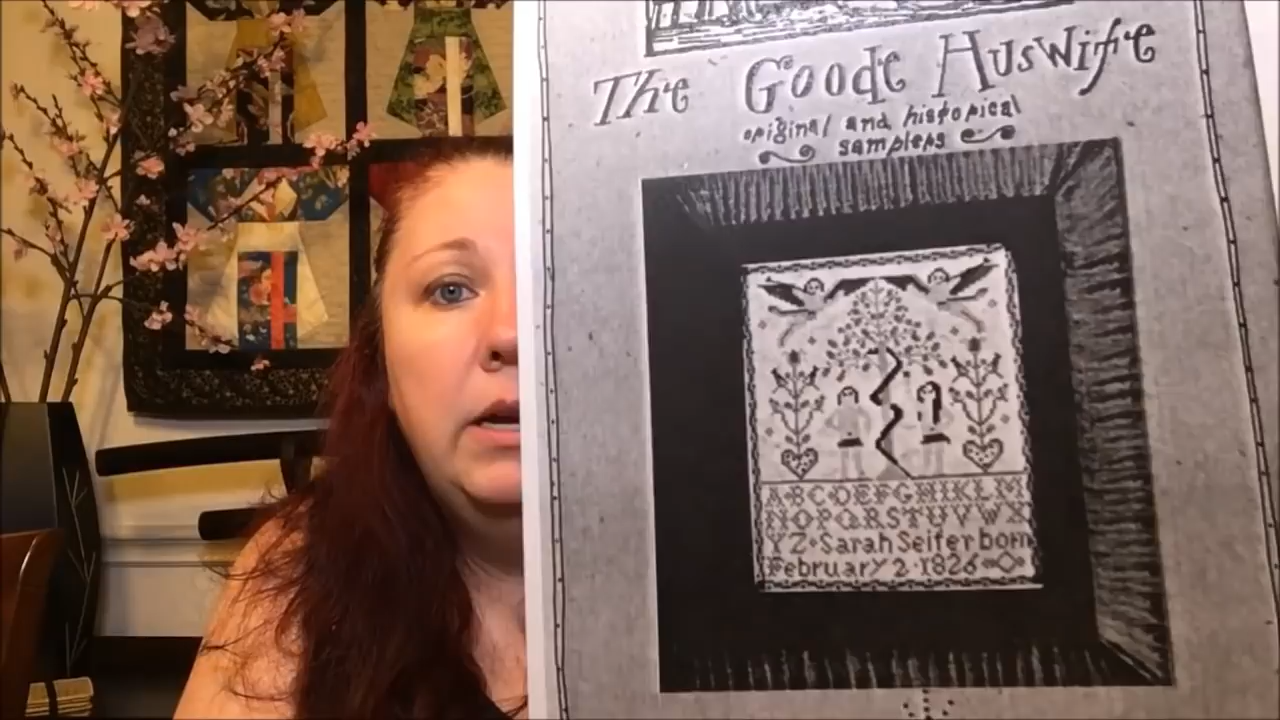 The Goode Huswife
original and historical
samplers
ABCDEFGHIKLM
NOPQRSTUVWX
YZ Sarah Seifer born
February 2 1826